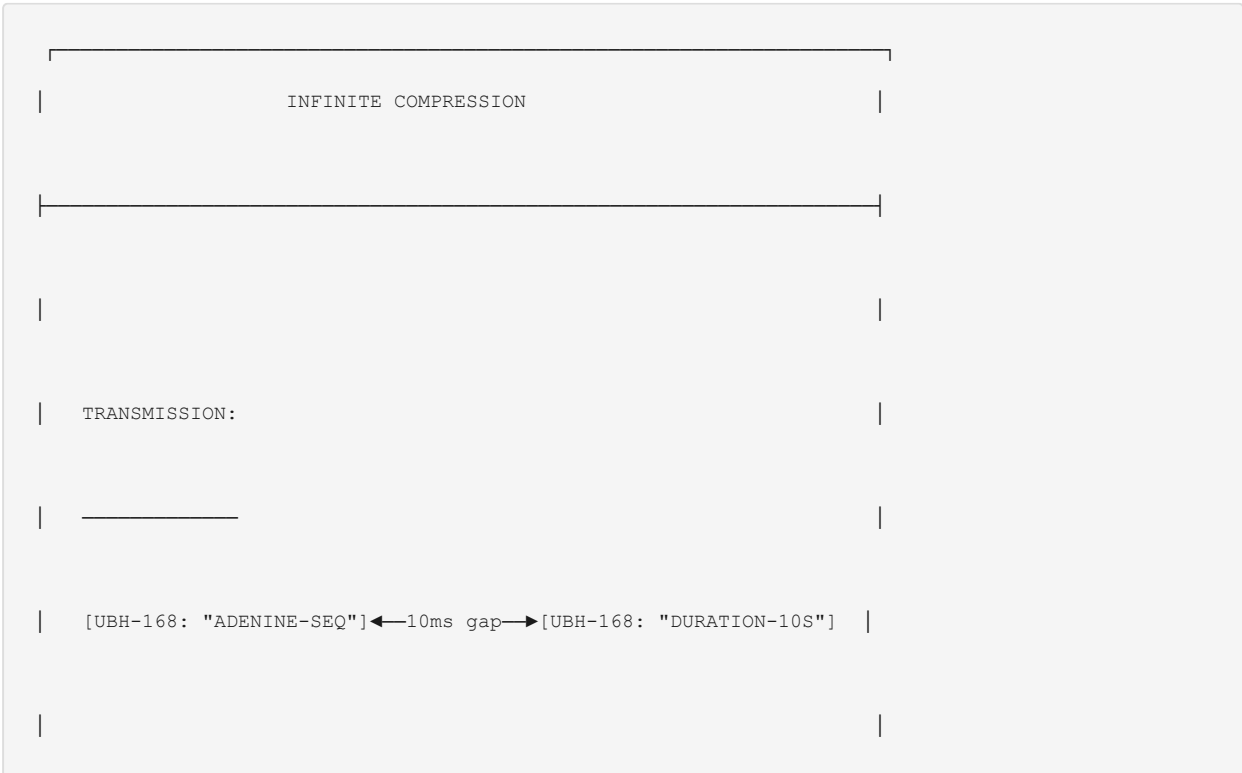 INFINITE COMPRESSION
TRANSMISSION:
[UBH-168: "ADENINE-SEQ"]◄──10ms gap──►[UBH-168: "DURATION-10S"]